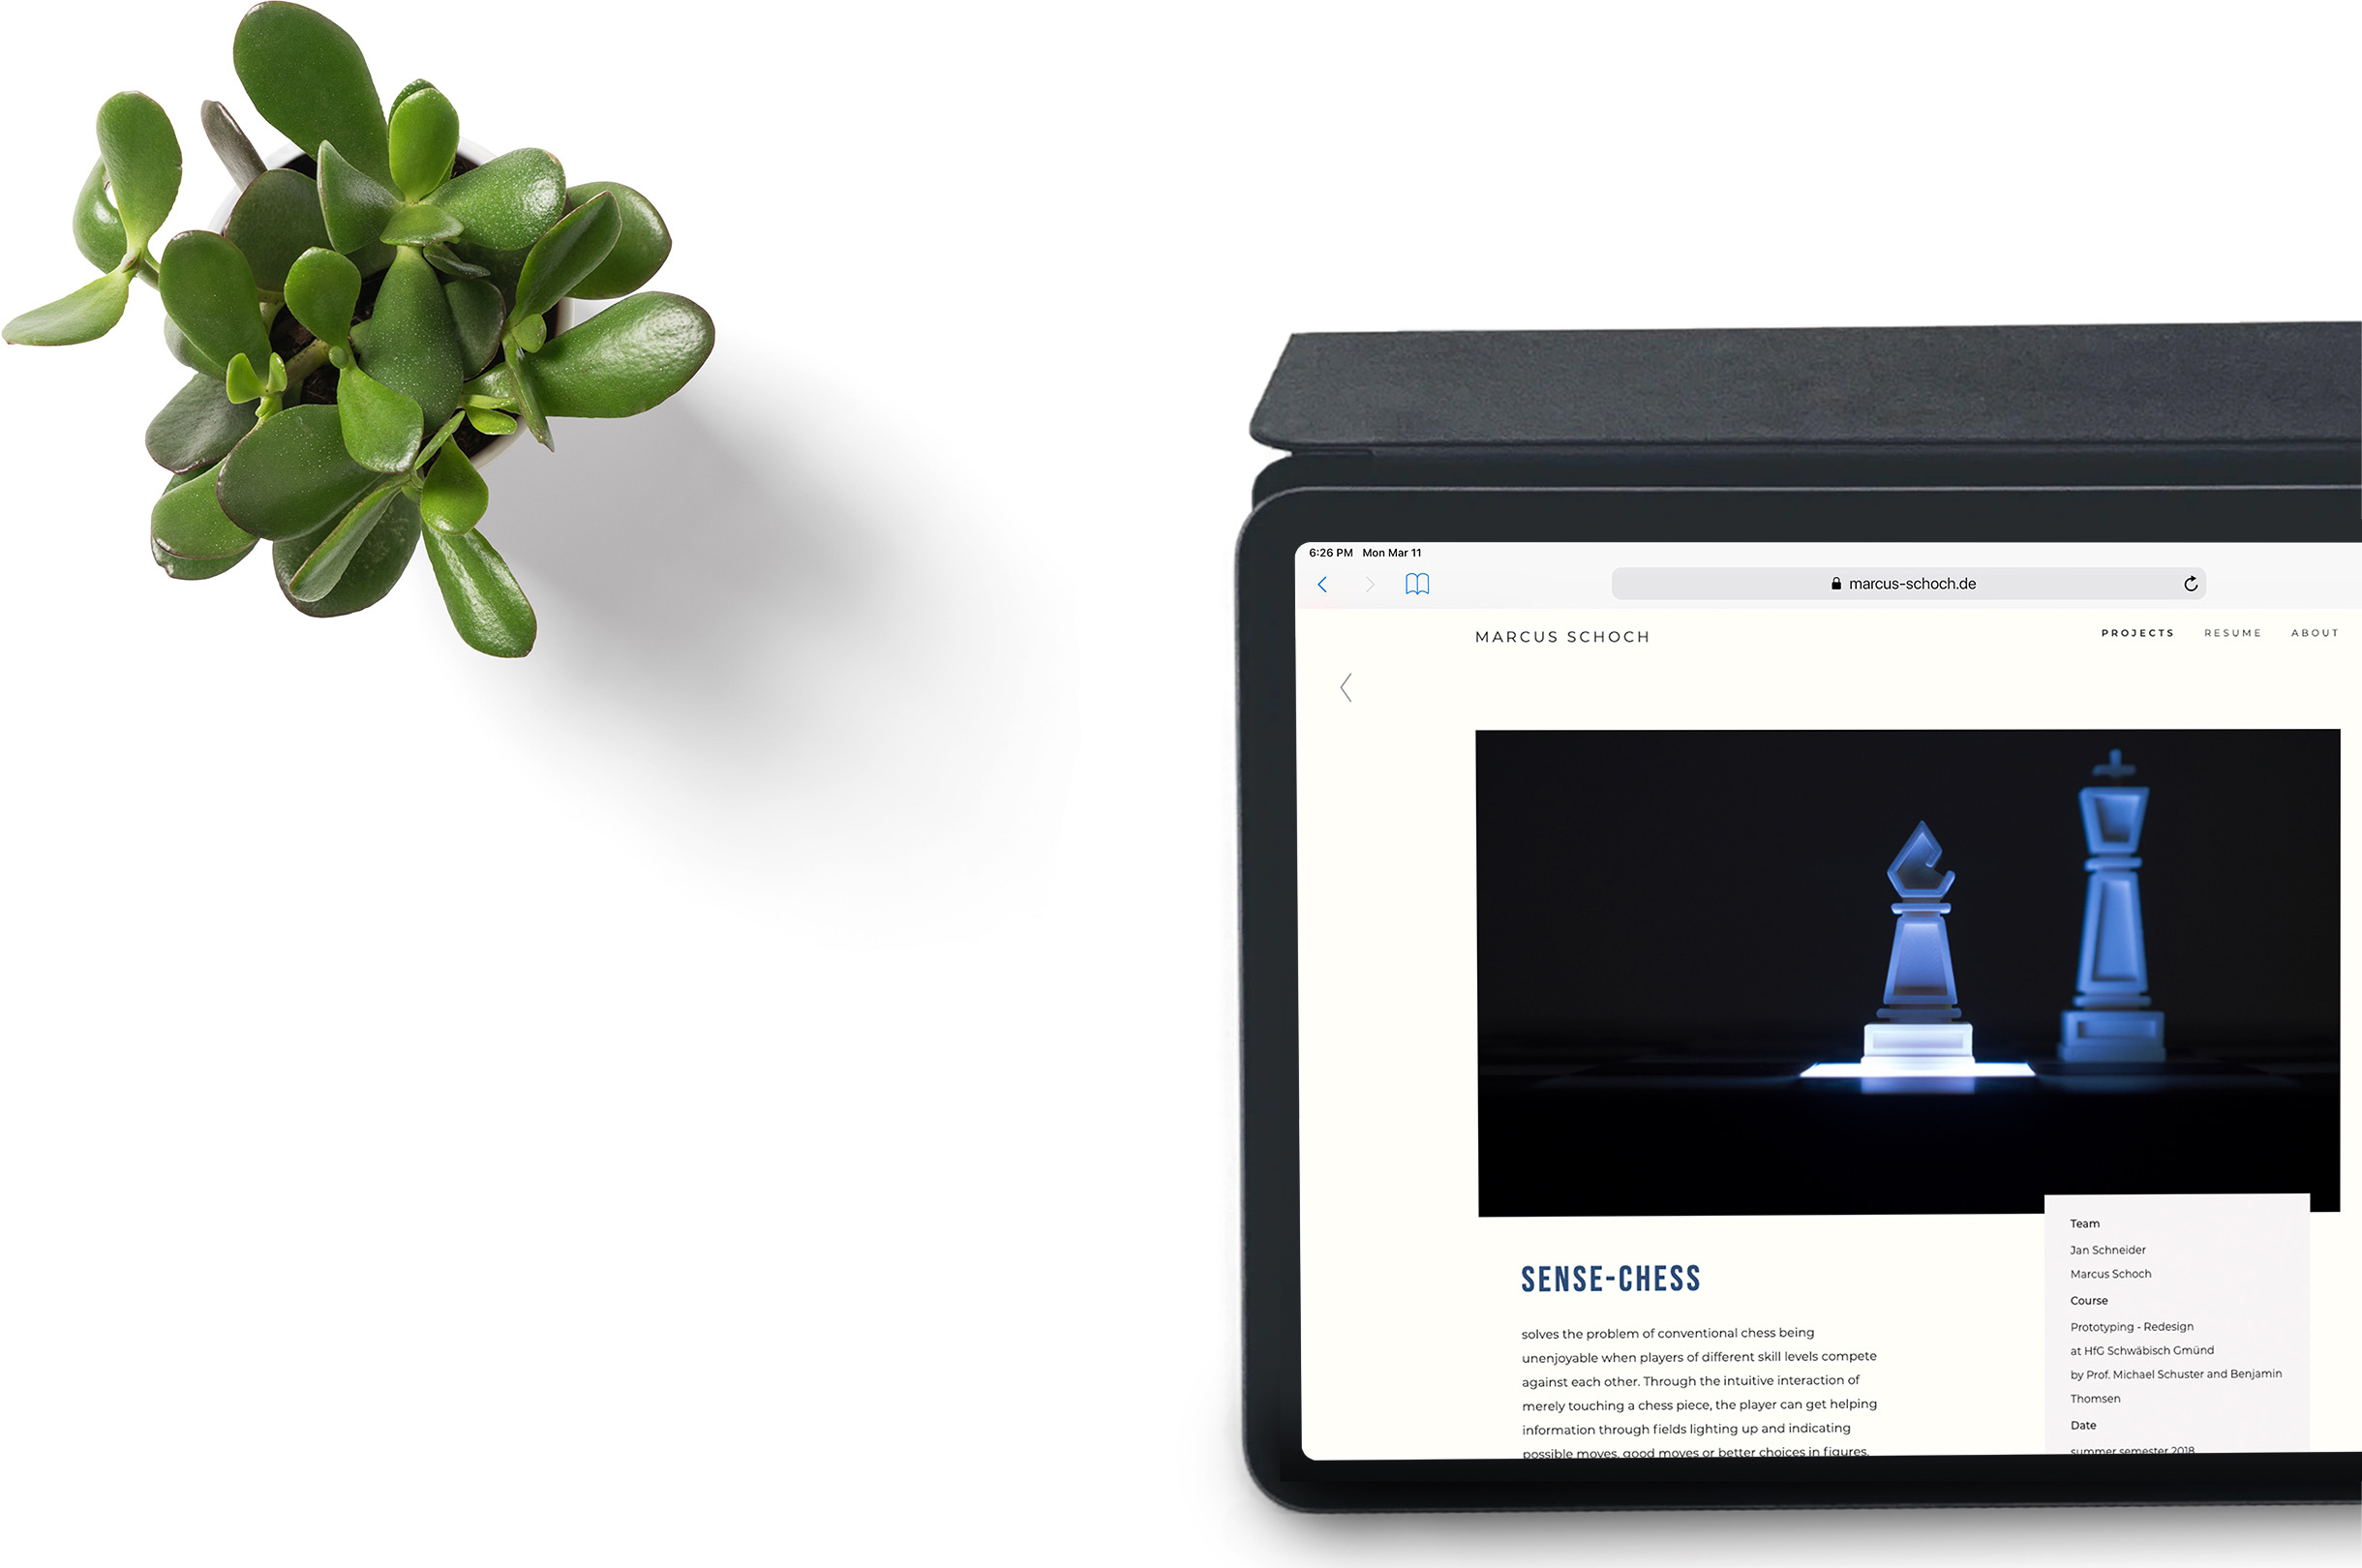 6:26 PM Mon Mar 11
marcus-schoch.de
MARCUS SCHOCH
PROJECTS RESUME ABOUT
SENSE-CHESS
solves the problem of conventional chess being
unenjoyable when players of different skill levels compete
against each other. Through the intuitive interaction of
merely touching a chess piece, the player can get helping
information through fields lighting up and indicating
possible moves, good moves or better choices in figures.
Team
Jan Schneider
Marcus Schoch
Course
Prototyping - Redesign
at HfG Schwäbisch Gmünd
by Prof. Michael Schuster and Benjamin
Thomsen
Date
summer semester 2018